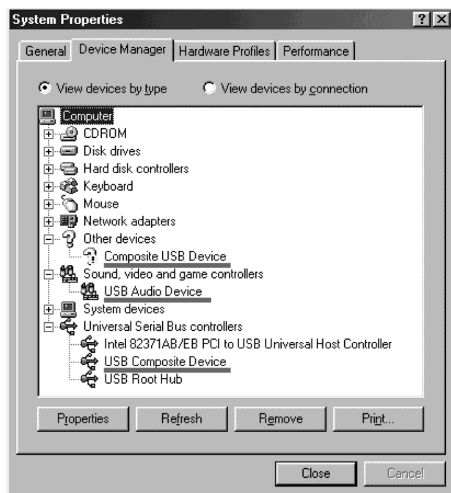 System Properties
General Device Manager Hardware Profiles Performance
View devices by type View devices by connection
Computer
CDROM
Disk drives
Hard disk controllers
Keyboard
Mouse
Network adapters
Other devices
Composite USB Device
Sound, video and game controllers
USB Audio Device
System devices
Universal Serial Bus controllers
Intel 82371AB/EB PCI to USB Universal Host Controller
USB Composite Device
USB Root Hub
Properties Refresh Remove Print...
Close Cancel